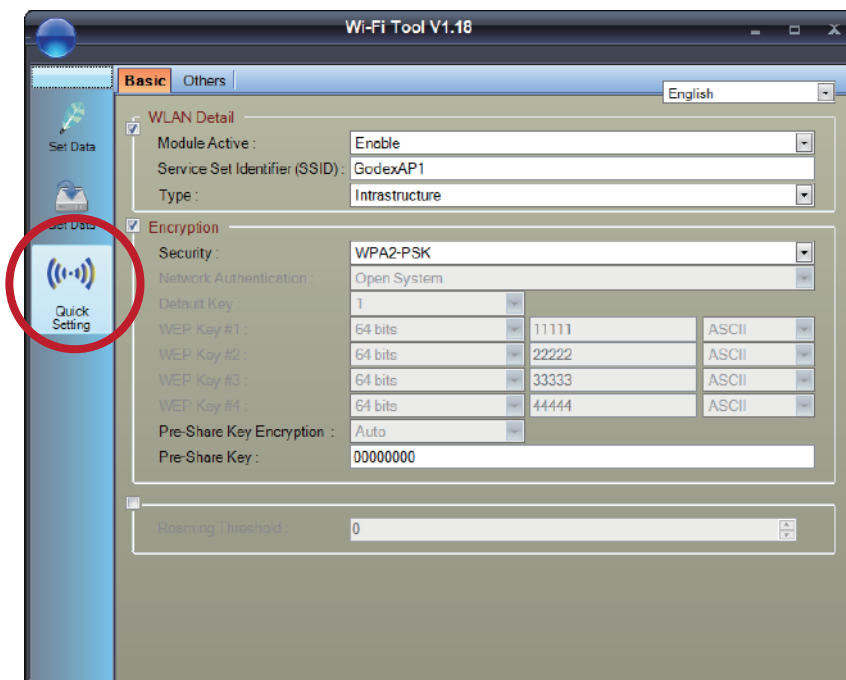 Wi-Fi Tool V1.18
Basic Others
English
Set Data
Get Data
Quick
Setting
WLAN Detail
Module Active : Enable
Service Set Identifier (SSID) : GodexAP1
Type : Intrastructure
Encryption
Security : WPA2-PSK
Network Authentication : Open System
Default Key : 1
WEP Key #1 : 64 bits 11111 ASCII
WEP Key #2 : 64 bits 22222 ASCII
WEP Key #3 : 64 bits 33333 ASCII
WEP Key #4 : 64 bits 44444 ASCII
Pre-Share Key Encryption : Auto
Pre-Share Key : 00000000
Roaming Threshold : 0